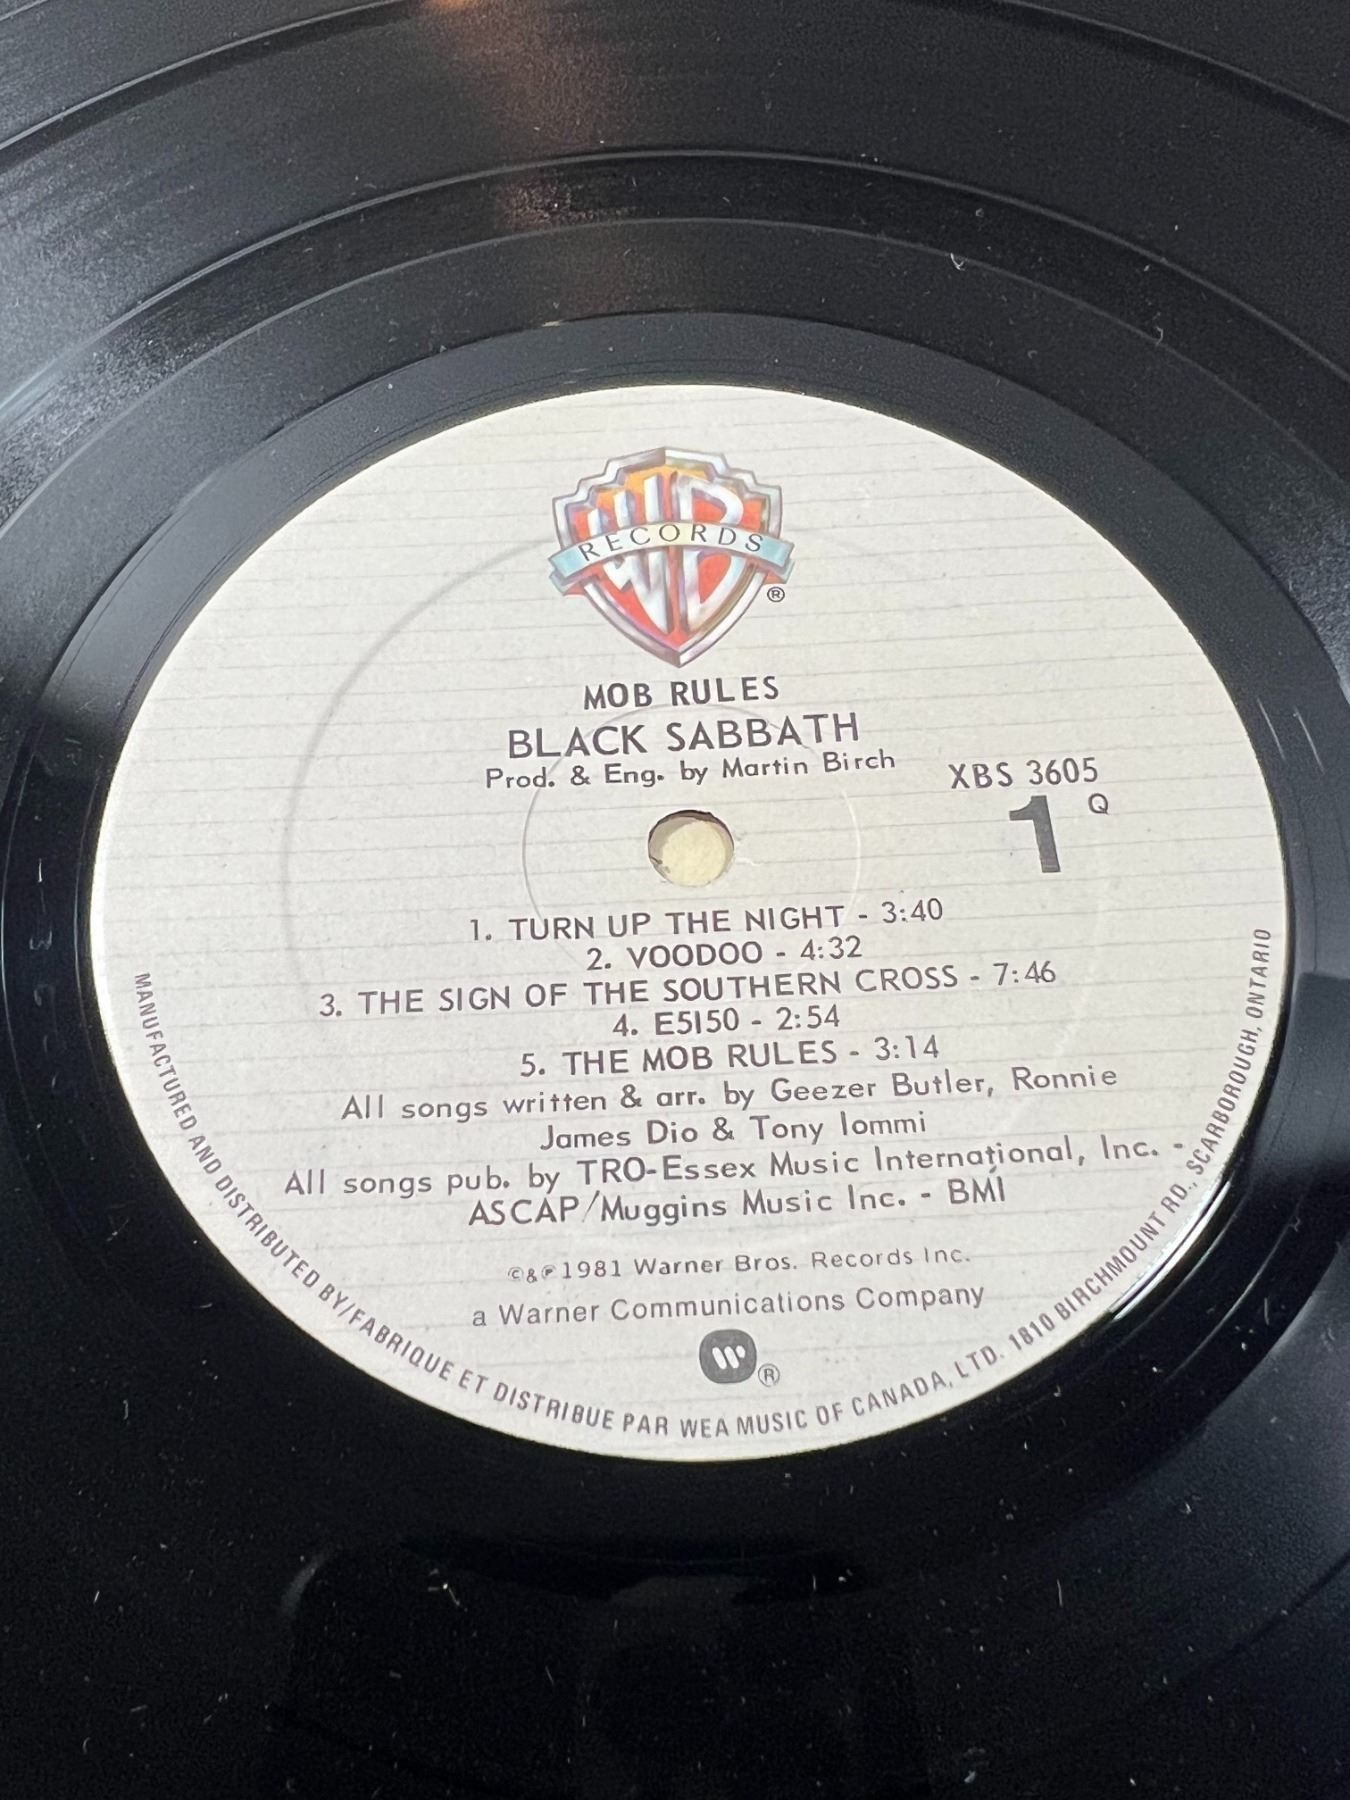 WB
RECORDS
®
MOB RULES
BLACK SABBATH
Prod. & Eng. by Martin Birch
XBS 3605
1 Q
1. TURN UP THE NIGHT - 3:40
2. VOODOO - 4:32
3. THE SIGN OF THE SOUTHERN CROSS - 7:46
4. E5150 - 2:54
5. THE MOB RULES - 3:14
All songs written & arr. by Geezer Butler, Ronnie
James Dio & Tony Iommi
All songs pub. by TRO-Essex Music International, Inc. -
ASCAP/Muggins Music Inc. - BMI
©&℗1981 Warner Bros. Records Inc.
a Warner Communications Company
W ®
MANUFACTURED AND DISTRIBUTED BY/FABRIQUE ET DISTRIBUE PAR WEA MUSIC OF CANADA, LTD. 1810 BIRCHMOUNT RD., SCARBOROUGH, ONTARIO